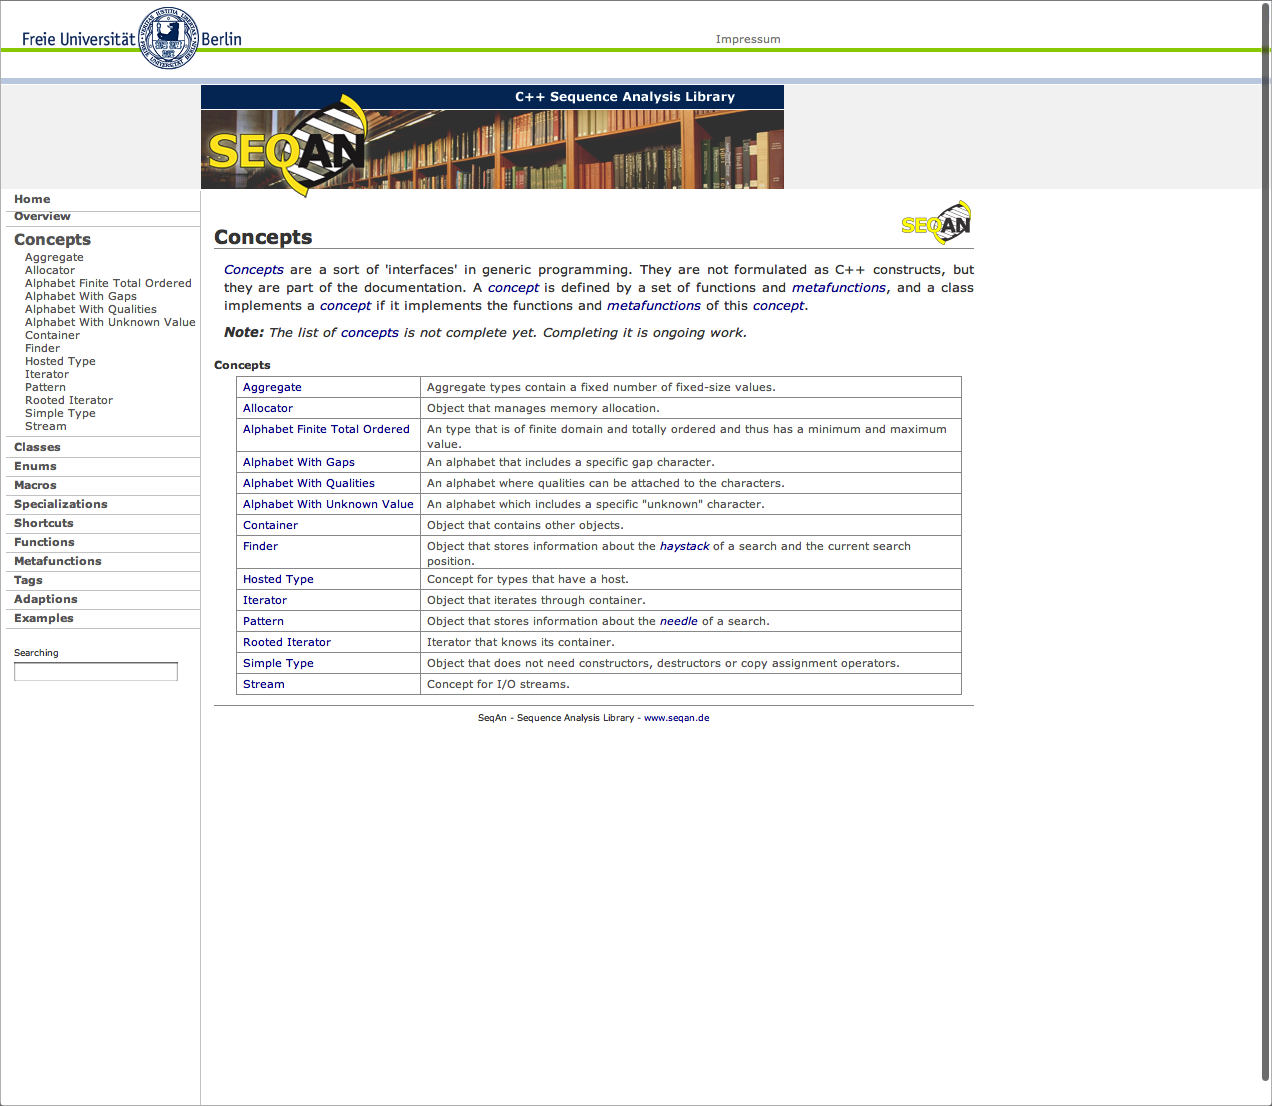 Freie Universität Berlin
Impressum
C++ Sequence Analysis Library
SEQAN
Home
Overview
Concepts
Aggregate
Allocator
Alphabet Finite Total Ordered
Alphabet With Gaps
Alphabet With Qualities
Alphabet With Unknown Value
Container
Finder
Hosted Type
Iterator
Pattern
Rooted Iterator
Simple Type
Stream
Classes
Enums
Macros
Specializations
Shortcuts
Functions
Metafunctions
Tags
Adaptions
Examples
Searching
SEQAN
Concepts
Concepts are a sort of 'interfaces' in generic programming. They are not formulated as C++ constructs, but
they are part of the documentation. A concept is defined by a set of functions and metafunctions, and a class
implements a concept if it implements the functions and metafunctions of this concept.
Note: The list of concepts is not complete yet. Completing it is ongoing work.
Concepts
Aggregate Aggregate types contain a fixed number of fixed-size values.
Allocator Object that manages memory allocation.
Alphabet Finite Total Ordered An type that is of finite domain and totally ordered and thus has a minimum and maximum
value.
Alphabet With Gaps An alphabet that includes a specific gap character.
Alphabet With Qualities An alphabet where qualities can be attached to the characters.
Alphabet With Unknown Value An alphabet which includes a specific "unknown" character.
Container Object that contains other objects.
Finder Object that stores information about the haystack of a search and the current search
position.
Hosted Type Concept for types that have a host.
Iterator Object that iterates through container.
Pattern Object that stores information about the needle of a search.
Rooted Iterator Iterator that knows its container.
Simple Type Object that does not need constructors, destructors or copy assignment operators.
Stream Concept for I/O streams.
SeqAn - Sequence Analysis Library - www.seqan.de